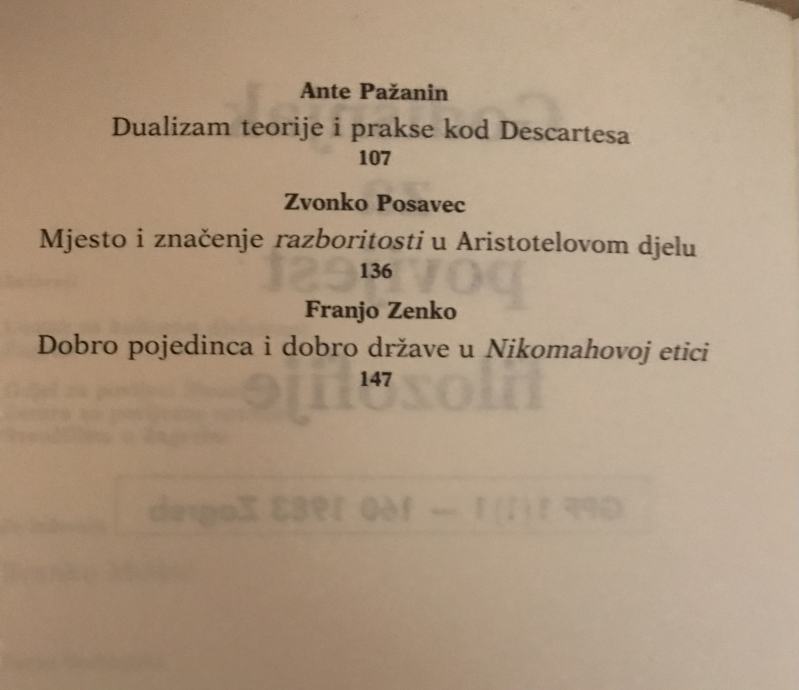 Ante Pažanin
Dualizam teorije i prakse kod Descartesa
107
Zvonko Posavec
Mjesto i značenje razboritosti u Aristotelovom djelu
136
Franjo Zenko
Dobro pojedinca i dobro države u Nikomahovoj etici
147